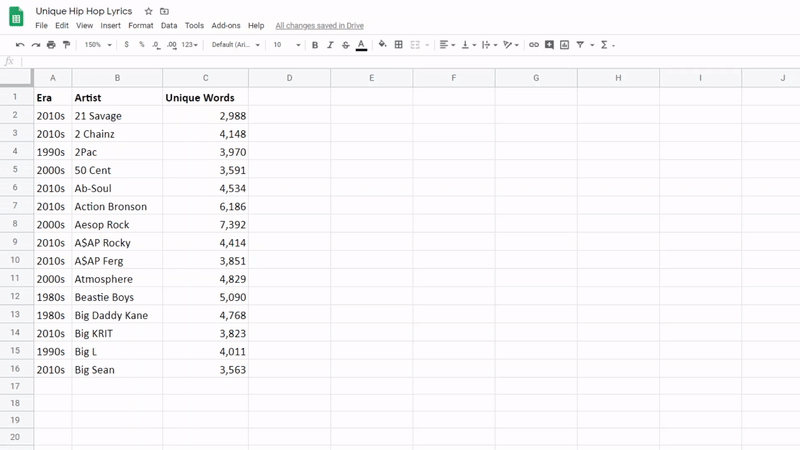 Unique Hip Hop Lyrics
File Edit View Insert Format Data Tools Add-ons Help All changes saved in Drive
150% $ % .0 .00 123 Default (Ari... 10 B I S A
fx
A B C D E F G H I J
1 Era Artist Unique Words
2 2010s 21 Savage 2,988
3 2010s 2 Chainz 4,148
4 1990s 2Pac 3,970
5 2000s 50 Cent 3,591
6 2010s Ab-Soul 4,534
7 2010s Action Bronson 6,186
8 2000s Aesop Rock 7,392
9 2010s A$AP Rocky 4,414
10 2010s A$AP Ferg 3,851
11 2000s Atmosphere 4,829
12 1980s Beastie Boys 5,090
13 1980s Big Daddy Kane 4,768
14 2010s Big KRIT 3,823
15 1990s Big L 4,011
16 2010s Big Sean 3,563
17
18
19
20